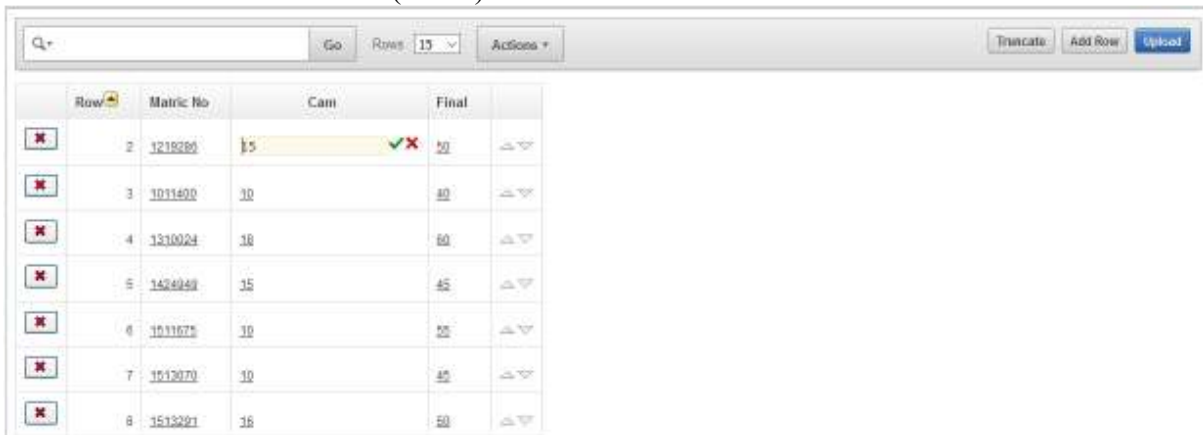 Go Rows 15 Actions Truncate Add Row Upload
Row Matric No Cam Final
2 1219286 15 50
3 1011400 10 40
4 1310024 18 60
5 1424949 15 45
6 1511675 10 55
7 1513070 10 45
8 1513291 16 50